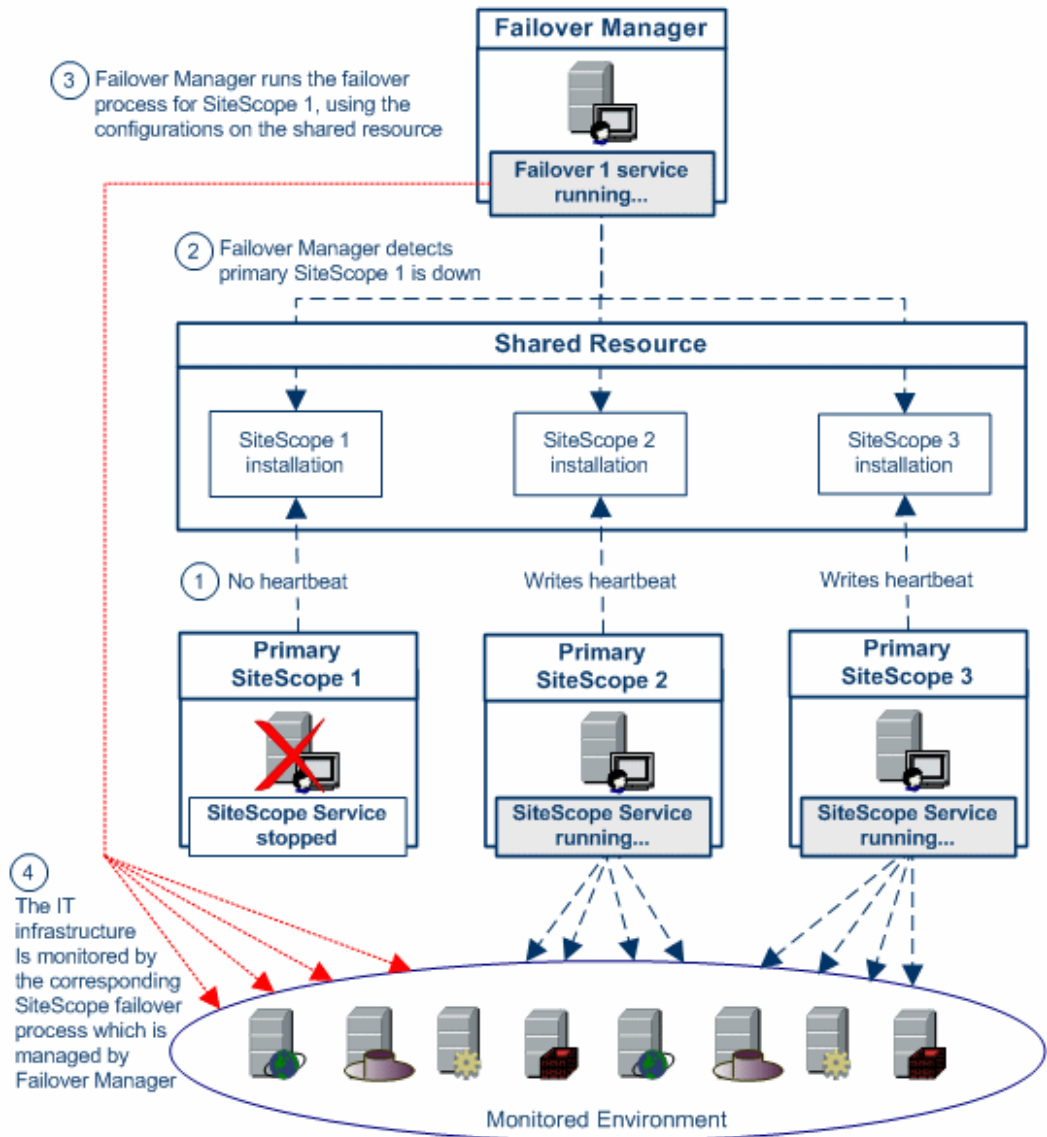 Failover Manager
3
Failover Manager runs the failover
process for SiteScope 1, using the
configurations on the shared resource
Failover 1 service
running...
2
Failover Manager detects
primary SiteScope 1 is down
Shared Resource
SiteScope 1
installation
SiteScope 2
installation
SiteScope 3
installation
1
No heartbeat
Writes heartbeat
Writes heartbeat
Primary
SiteScope 1
Primary
SiteScope 2
Primary
SiteScope 3
SiteScope Service
stopped
SiteScope Service
running...
SiteScope Service
running...
4
The IT
infrastructure
Is monitored by
the corresponding
SiteScope failover
process which is
managed by
Failover Manager
Monitored Environment